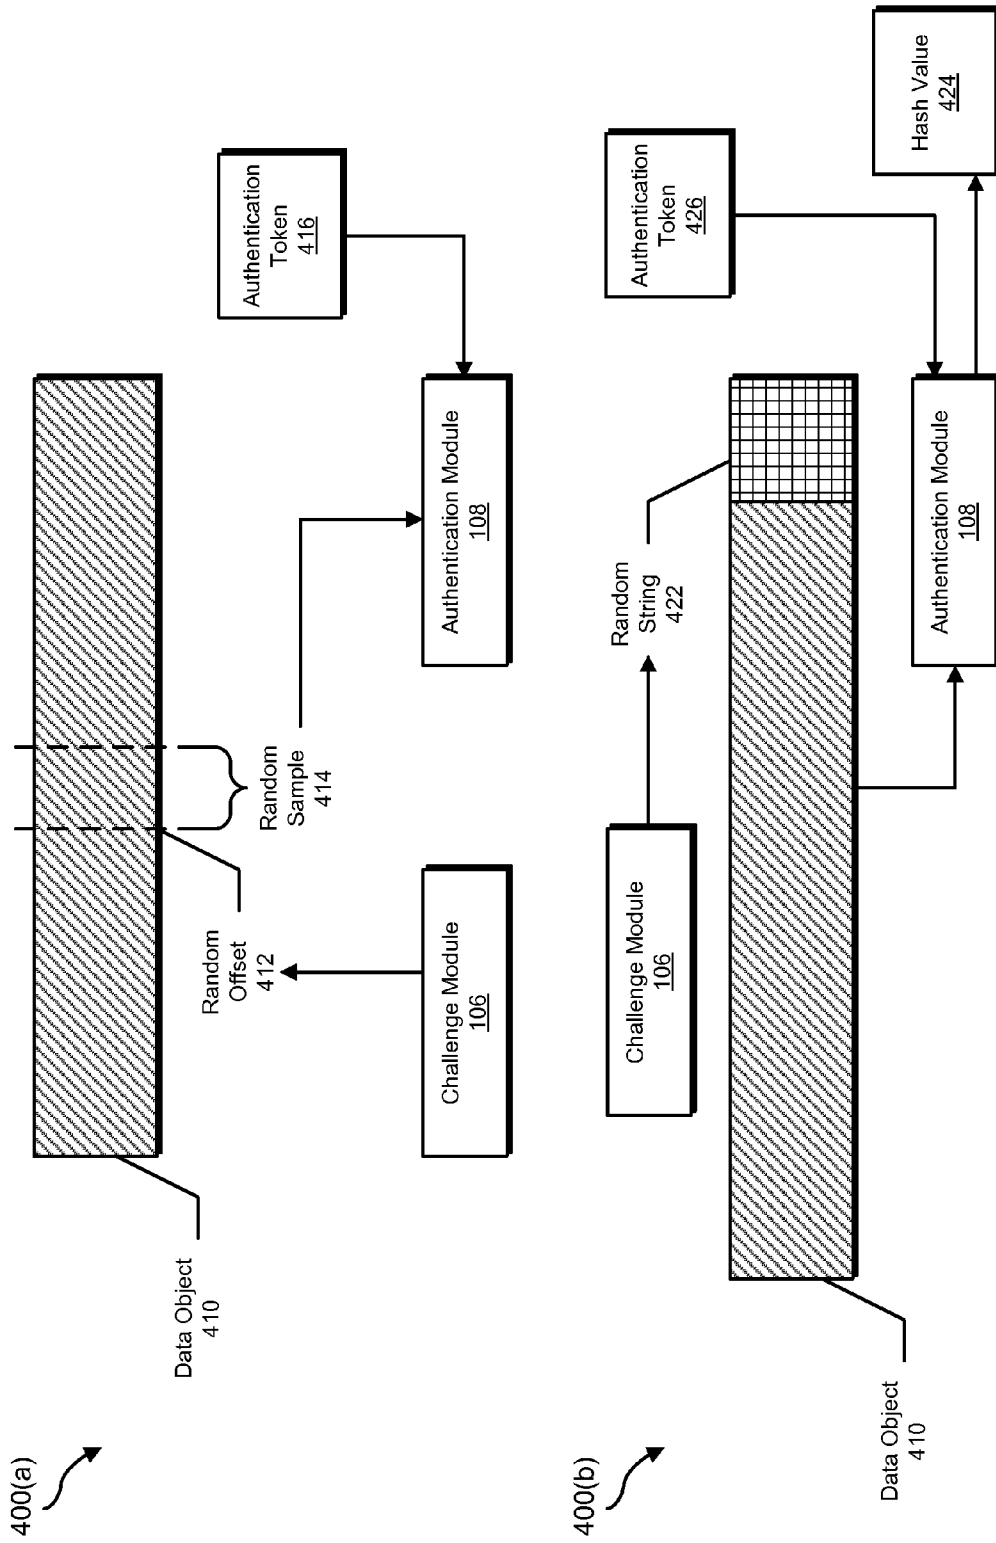 400(a)
Data Object
410
Random
Offset
412
Random
Sample
414
Challenge Module
106
Authentication Module
108
Authentication
Token
416
400(b)
Challenge Module
106
Random
String
422
Authentication
Token
426
Data Object
410
Authentication Module
108
Hash Value
424